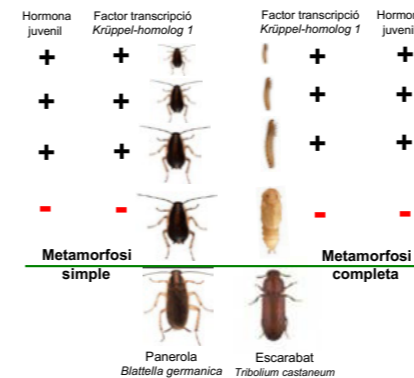 Hormona
juvenil
Factor transcripció
Krüppel-homolog 1
Factor transcripció
Krüppel-homolog 1
juvenil
+ + + +
+ + + +
+ + + +
- - - -
Metamorfosi
simple
Metamorfosi
completa
Panerola
Blattella germanica
Escarabat
Tribolium castaneum